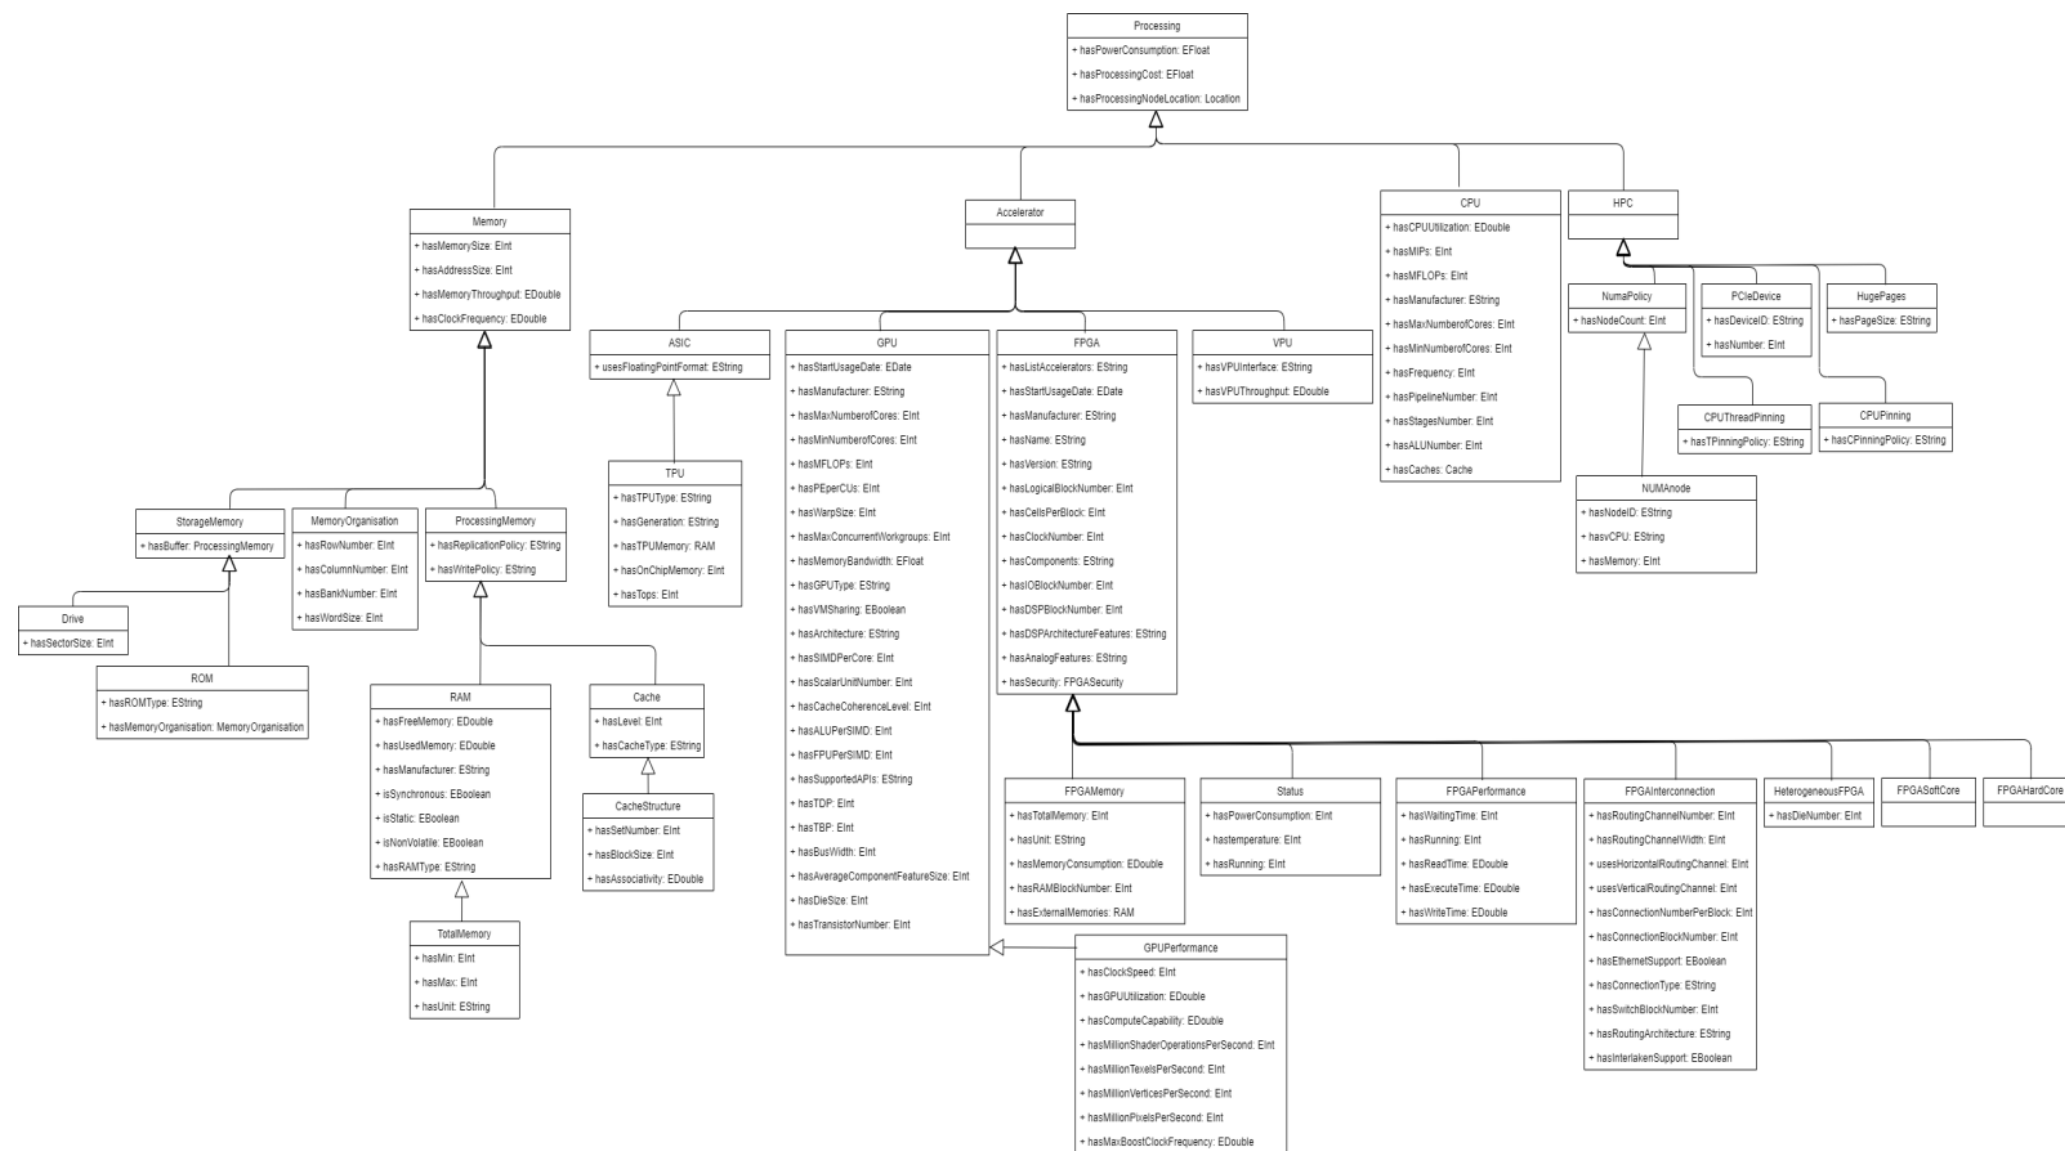 Processing
+ hasPowerConsumption: EFloat
+ hasProcessingCost: EFloat
+ hasProcessingNodeLocation: Location
Memory
+ hasMemorySize: EInt
+ hasAddressSize: EInt
+ hasMemoryThroughput: EDouble
+ hasClockFrequency: EDouble
Accelerator
CPU
+ hasCPUUtilization: EDouble
+ hasMIPs: EInt
+ hasMFLOPs: EInt
+ hasManufacturer: EString
+ hasMaxNumberofCores: EInt
+ hasMinNumberofCores: EInt
+ hasFrequency: EInt
+ hasPipelineNumber: EInt
+ hasStagesNumber: EInt
+ hasALUNumber: EInt
+ hasCaches: Cache
HPC
NumaPolicy
+ hasNodeCount: EInt
PCIeDevice
+ hasDeviceID: EString
+ hasNumber: EInt
HugePages
+ hasPageSize: EString
CPUThreadPinning
+ hasTPinningPolicy: EString
CPUPinning
+ hasCPinningPolicy: EString
NUMAnode
+ hasNodeID: EString
+ hasvCPU: EString
+ hasMemory: EInt
ASIC
+ usesFloatingPointFormat: EString
TPU
+ hasTPUType: EString
+ hasGeneration: EString
+ hasTPUMemory: RAM
+ hasOnChipMemory: EInt
+ hasTops: EInt
GPU
+ hasStartUsageDate: EDate
+ hasManufacturer: EString
+ hasMaxNumberofCores: EInt
+ hasMinNumberofCores: EInt
+ hasMFLOPs: EInt
+ hasPEperCUs: EInt
+ hasWarpSize: EInt
+ hasMaxConcurrentWorkgroups: EInt
+ hasMemoryBandwidth: EFloat
+ hasGPUType: EString
+ hasVMSharing: EBoolean
+ hasArchitecture: EString
+ hasSIMDPerCore: EInt
+ hasScalarUnitNumber: EInt
+ hasCacheCoherenceLevel: EInt
+ hasALUPerSIMD: EInt
+ hasFPUPerSIMD: EInt
+ hasSupportedAPIs: EString
+ hasTDP: EInt
+ hasTBP: EInt
+ hasBusWidth: EInt
+ hasAverageComponentFeatureSize: EInt
+ hasDieSize: EInt
+ hasTransistorNumber: EInt
FPGA
+ hasListAccelerators: EString
+ hasStartUsageDate: EDate
+ hasManufacturer: EString
+ hasName: EString
+ hasVersion: EString
+ hasLogicalBlockNumber: EInt
+ hasCellsPerBlock: EInt
+ hasClockNumber: EInt
+ hasComponents: EString
+ hasIOBlockNumber: EInt
+ hasDSPBlockNumber: EInt
+ hasDSPArchitectureFeatures: EString
+ hasAnalogFeatures: EString
+ hasSecurity: FPGASecurity
VPU
+ hasVPUInterface: EString
+ hasVPUThroughput: EDouble
StorageMemory
+ hasBuffer: ProcessingMemory
MemoryOrganisation
+ hasRowNumber: EInt
+ hasColumnNumber: EInt
+ hasBankNumber: EInt
+ hasWordSize: EInt
ProcessingMemory
+ hasReplicationPolicy: EString
+ hasWritePolicy: EString
Drive
+ hasSectorSize: EInt
ROM
+ hasROMType: EString
+ hasMemoryOrganisation: MemoryOrganisation
RAM
+ hasFreeMemory: EDouble
+ hasUsedMemory: EDouble
+ hasManufacturer: EString
+ isSynchronous: EBoolean
+ isStatic: EBoolean
+ isNonVolatile: EBoolean
+ hasRAMType: EString
Cache
+ hasLevel: EInt
+ hasCacheType: EString
CacheStructure
+ hasSetNumber: EInt
+ hasBlockSize: EInt
+ hasAssociativity: EDouble
TotalMemory
+ hasMin: EInt
+ hasMax: EInt
+ hasUnit: EString
FPGAMemory
+ hasTotalMemory: EInt
+ hasUnit: EString
+ hasMemoryConsumption: EDouble
+ hasRAMBlockNumber: EInt
+ hasExternalMemories: RAM
Status
+ hasPowerConsumption: EInt
+ hastemperature: EInt
+ hasRunning: EInt
FPGAPerformance
+ hasWaitingTime: EInt
+ hasRunning: EInt
+ hasReadTime: EDouble
+ hasExecuteTime: EDouble
+ hasWriteTime: EDouble
FPGAInterconnection
+ hasRoutingChannelNumber: EInt
+ hasRoutingChannelWidth: EInt
+ usesHorizontalRoutingChannel: EInt
+ usesVerticalRoutingChannel: EInt
+ hasConnectionNumberPerBlock: EInt
+ hasConnectionBlockNumber: EInt
+ hasEthernetSupport: EBoolean
+ hasConnectionType: EString
+ hasSwitchBlockNumber: EInt
+ hasRoutingArchitecture: EString
+ hasInterlakenSupport: EBoolean
HeterogeneousFPGA
+ hasDieNumber: EInt
FPGASoftCore
FPGAHardCore
GPUPerformance
+ hasClockSpeed: EInt
+ hasGPUUtilization: EDouble
+ hasComputeCapability: EDouble
+ hasMillionShaderOperationsPerSecond: EInt
+ hasMillionTexelsPerSecond: EInt
+ hasMillionVerticesPerSecond: EInt
+ hasMillionPixelsPerSecond: EInt
+ hasMaxBoostClockFrequency: EDouble